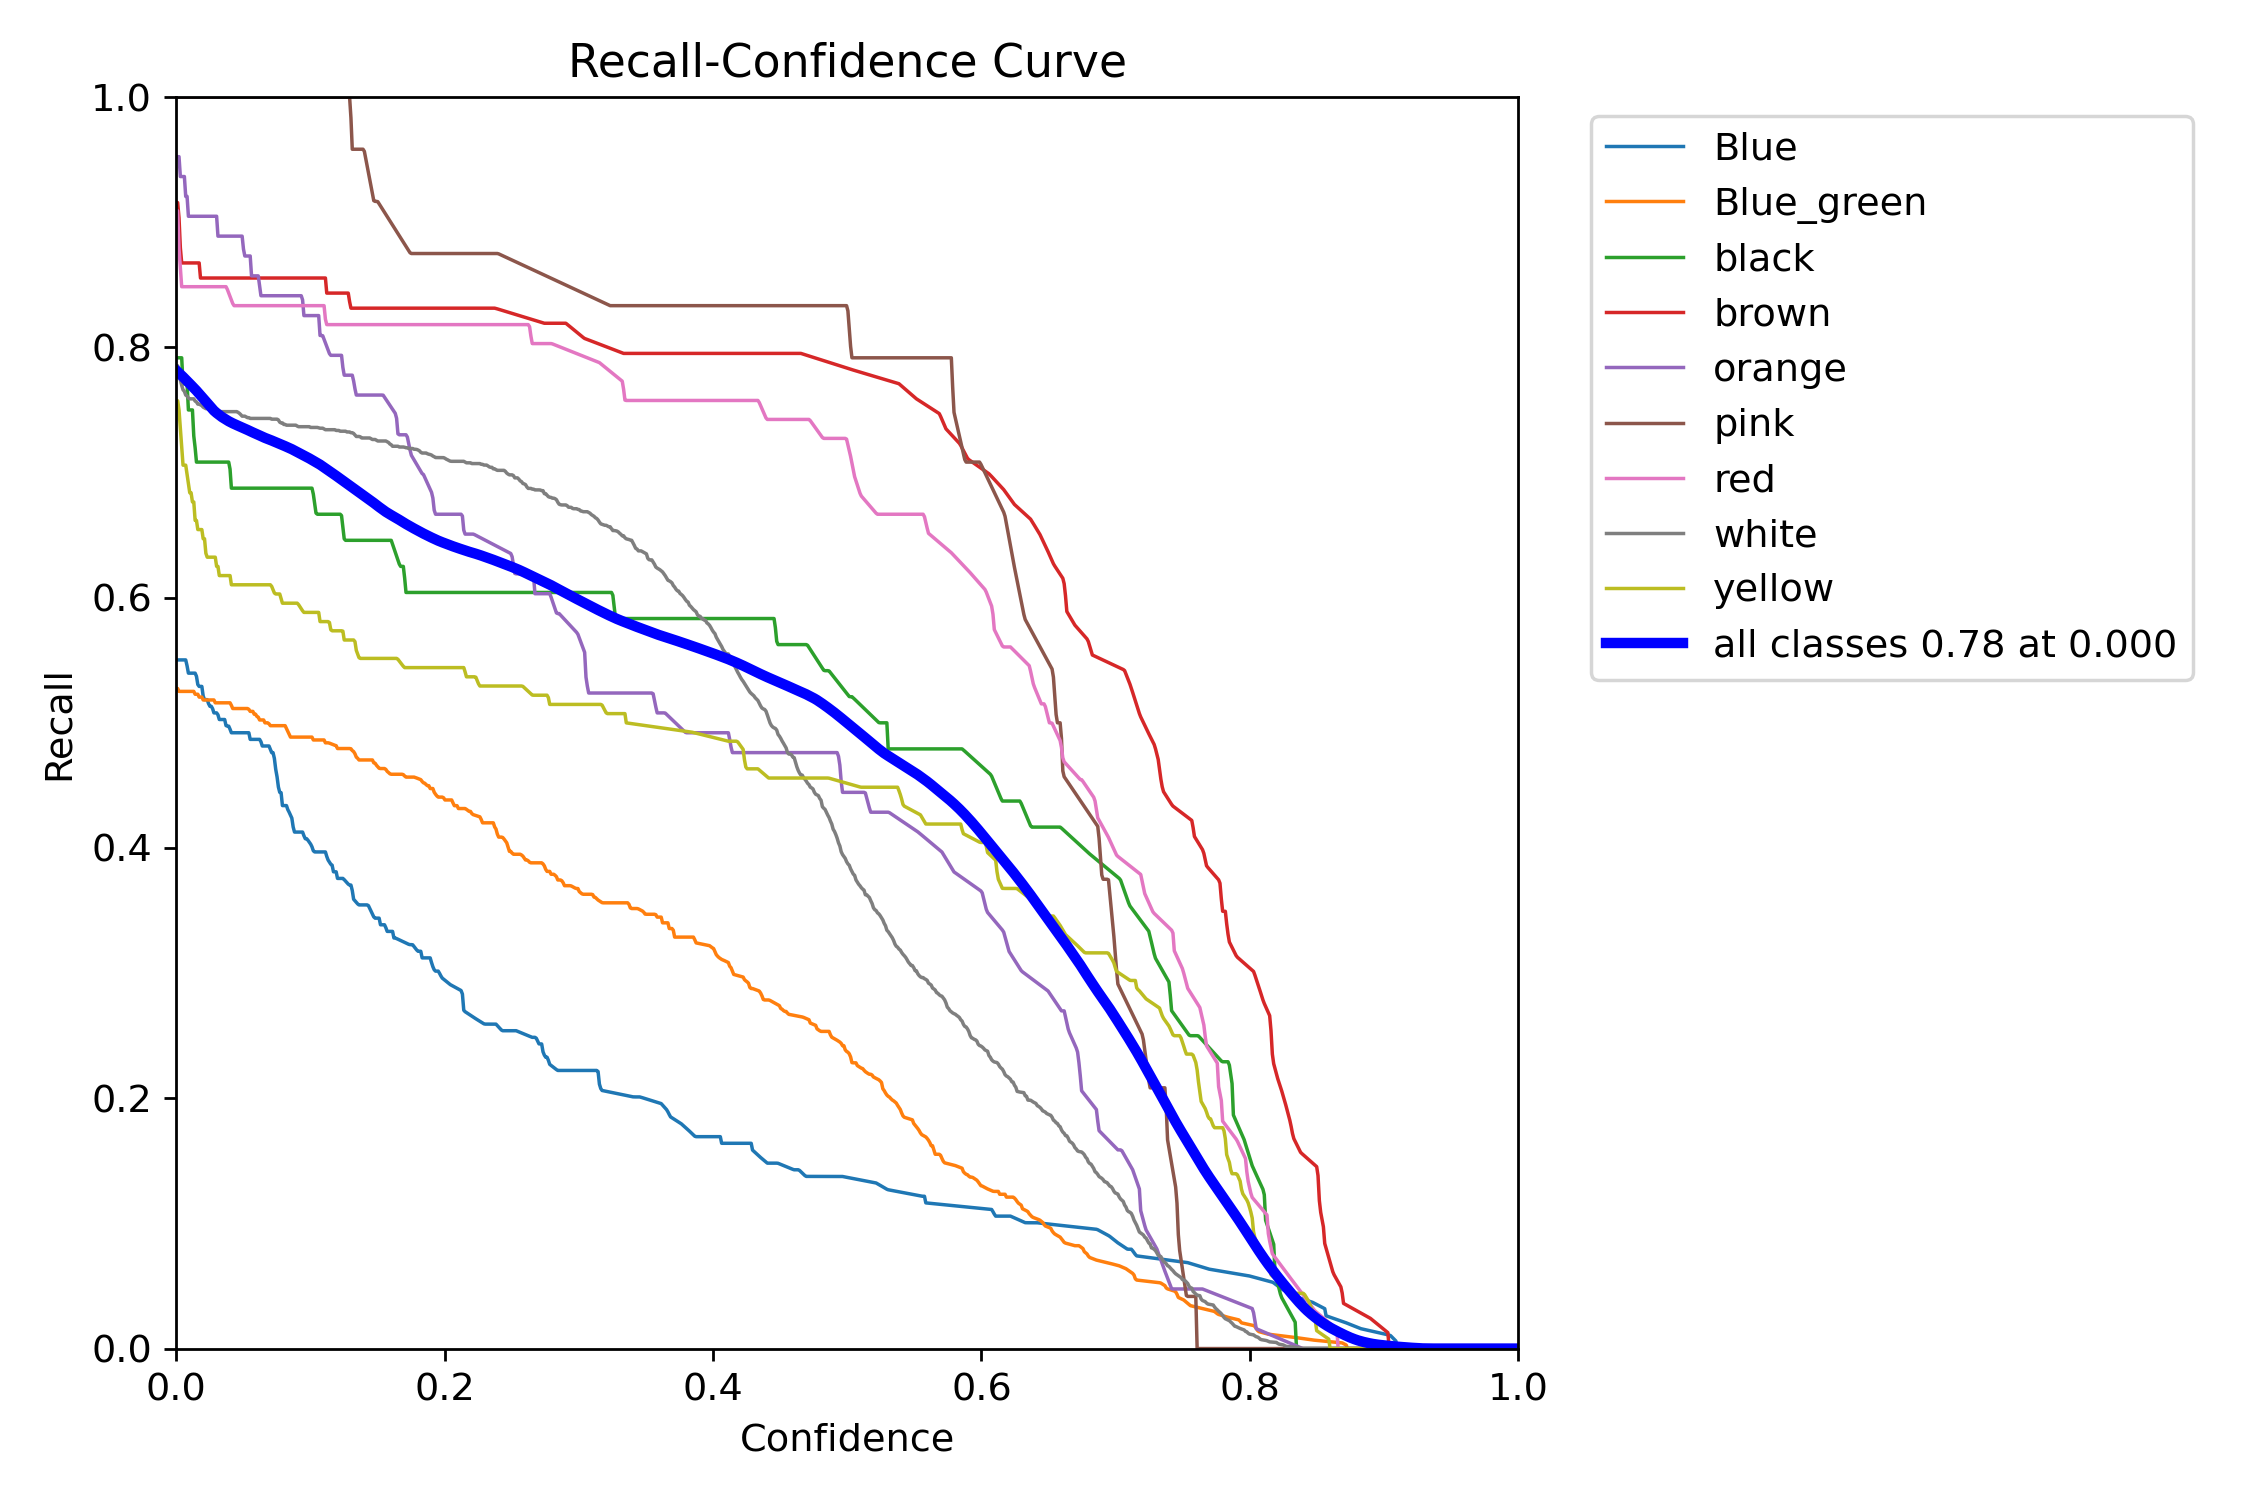 Recall-Confidence Curve
1.0
0.8
0.6
0.4
0.2
0.0
Recall
0.0 0.2 0.4 0.6 0.8 1.0
Confidence
Blue
Blue_green
black
brown
orange
pink
red
white
yellow
all classes 0.78 at 0.000